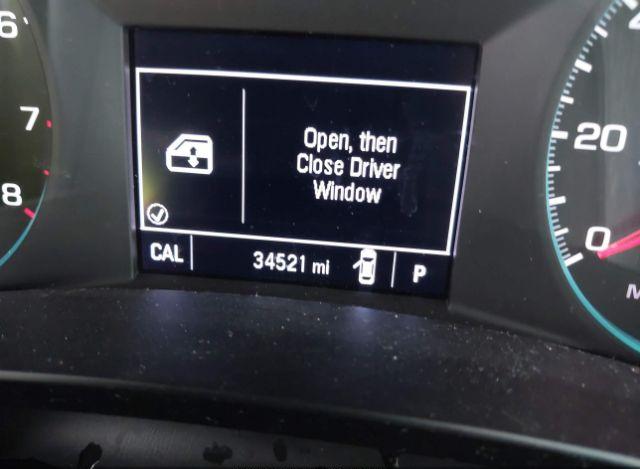 6
7
8
Open, then
Close Driver
Window
CAL
34521 mi
P
20
0
M